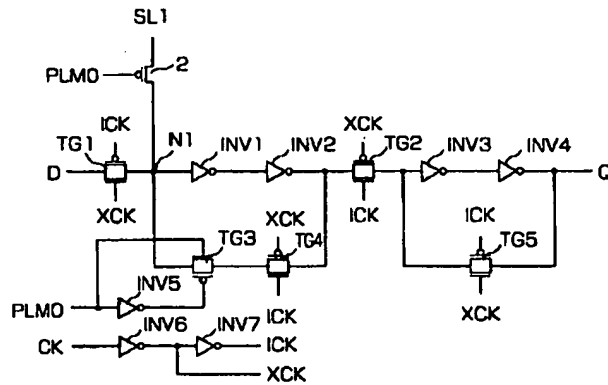 SL1
PLM0
2
ICK
TG1
N1
INV1
INV2
XCK
TG2
INV3
INV4
D
Q
XCK
ICK
TG3
XCK
TG4
ICK
TG5
PLM0
INV5
ICK
XCK
CK
INV6
INV7
ICK
XCK